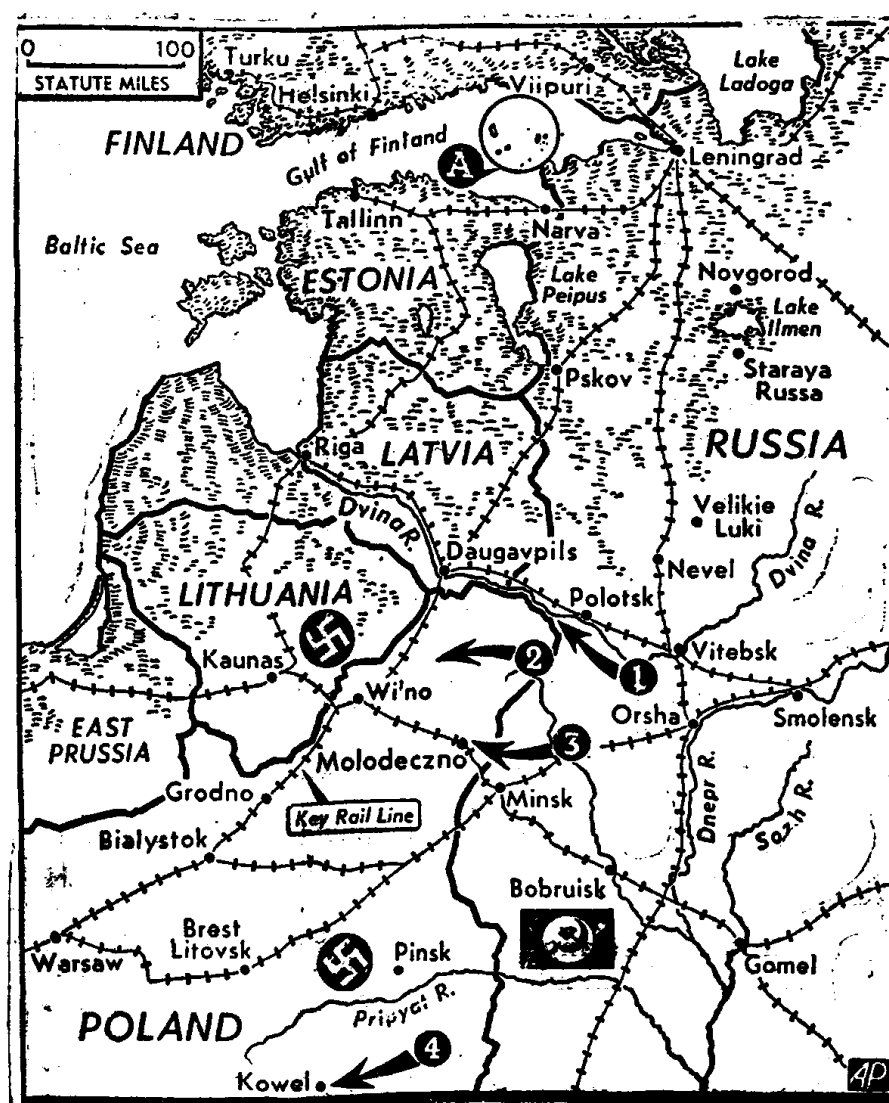 0 100
STATUTE MILES
Turku
Helsinki
Viipuri
Lake
Ladoga
FINLAND
Gulf of Finland
Leningrad
A
Tallinn
Narva
Baltic Sea
ESTONIA
Lake
Peipus
Novgorod
Lake
Ilmen
Pskov
Staraya
Russa
Riga
LATVIA
RUSSIA
Dvina R.
Velikie
Luki
Dvina R.
Daugavpils
Nevel
LITHUANIA
Polotsk
Kaunas
2
1
Vitebsk
Wi'no
Orsha
Smolensk
EAST
PRUSSIA
Molodeczno
3
Grodno
Key Rail Line
Minsk
Dnepr R.
Sozh R.
Bialystok
Bobruisk
Brest
Litovsk
Warsaw
Pinsk
Gomel
POLAND
Pripyat R.
4
Kowel
AP